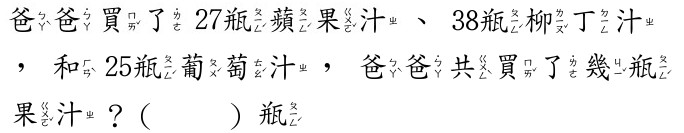 爸爸買了 27瓶蘋果汁、 38瓶柳丁汁
， 和 25瓶葡萄汁， 爸爸共買了幾瓶
果汁？(　　　) 瓶